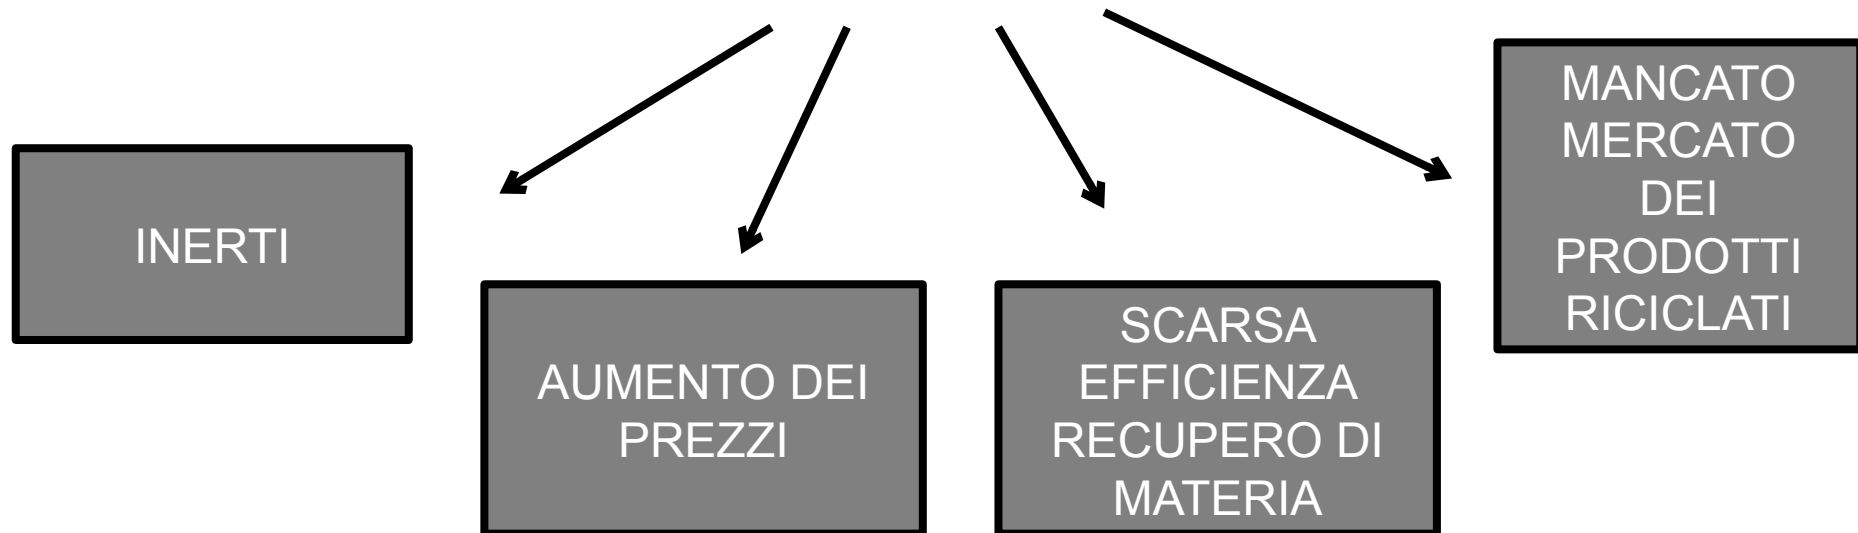 INERTI
AUMENTO DEI
PREZZI
SCARSA
EFFICIENZA
RECUPERO DI
MATERIA
MANCATO
MERCATO
DEI
PRODOTTI
RICICLATI